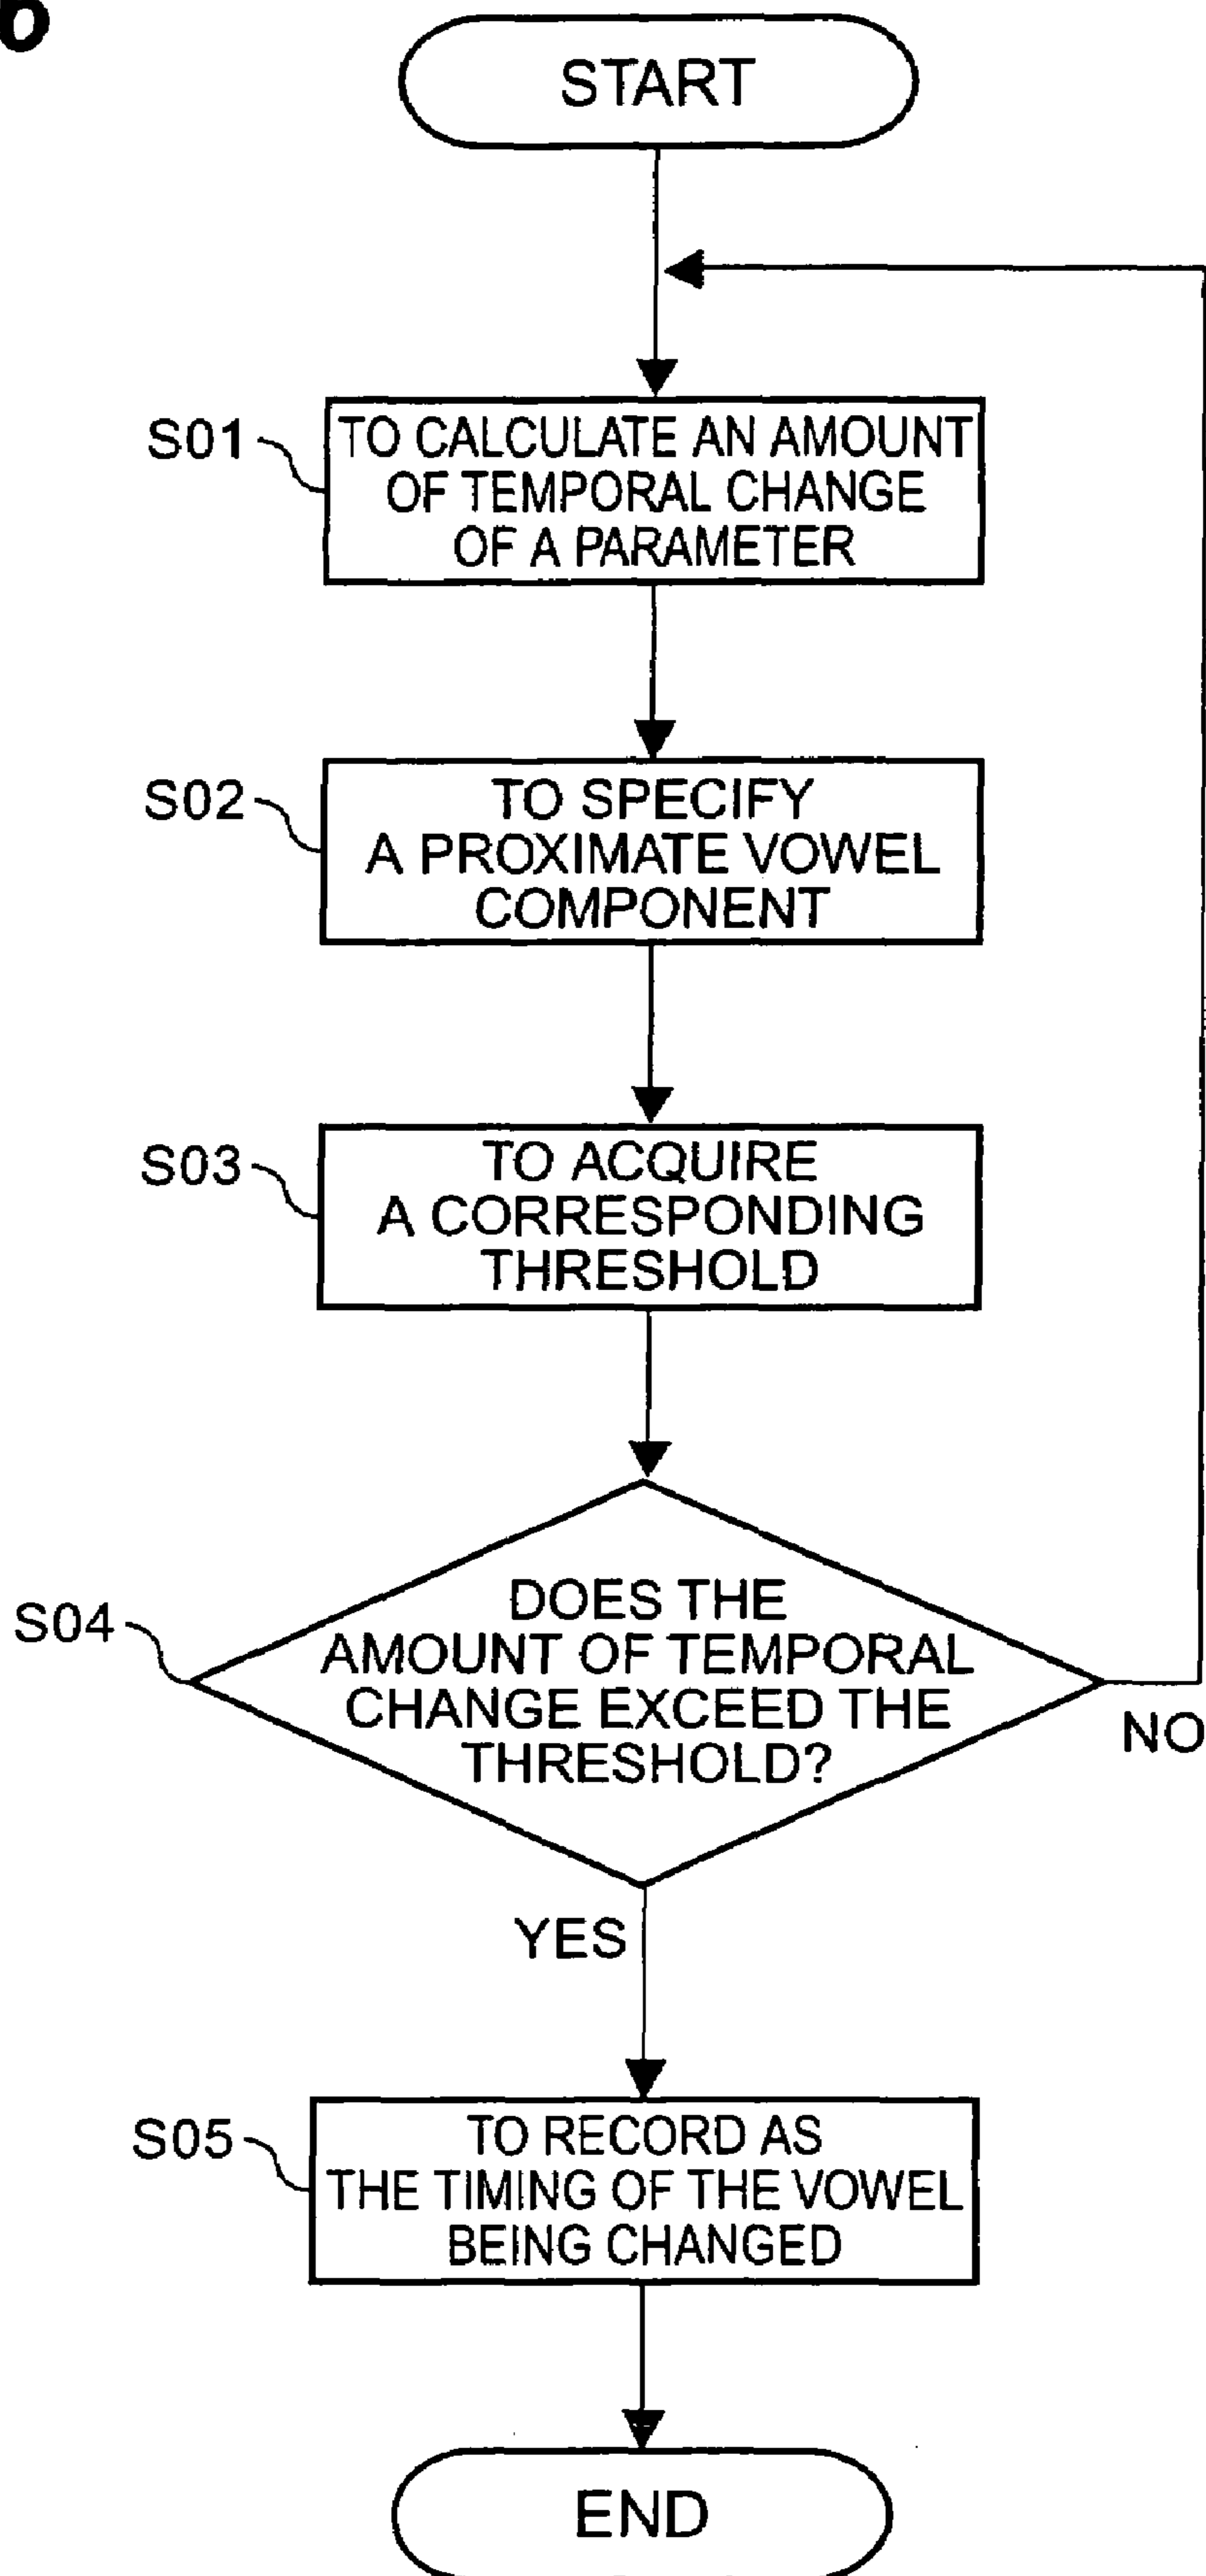 START
S01
TO CALCULATE AN AMOUNT
OF TEMPORAL CHANGE
OF A PARAMETER
S02
TO SPECIFY
A PROXIMATE VOWEL
COMPONENT
S03
TO ACQUIRE
A CORRESPONDING
THRESHOLD
S04
DOES THE
AMOUNT OF TEMPORAL
CHANGE EXCEED THE
THRESHOLD?
NO
YES
S05
TO RECORD AS
THE TIMING OF THE VOWEL
BEING CHANGED
END